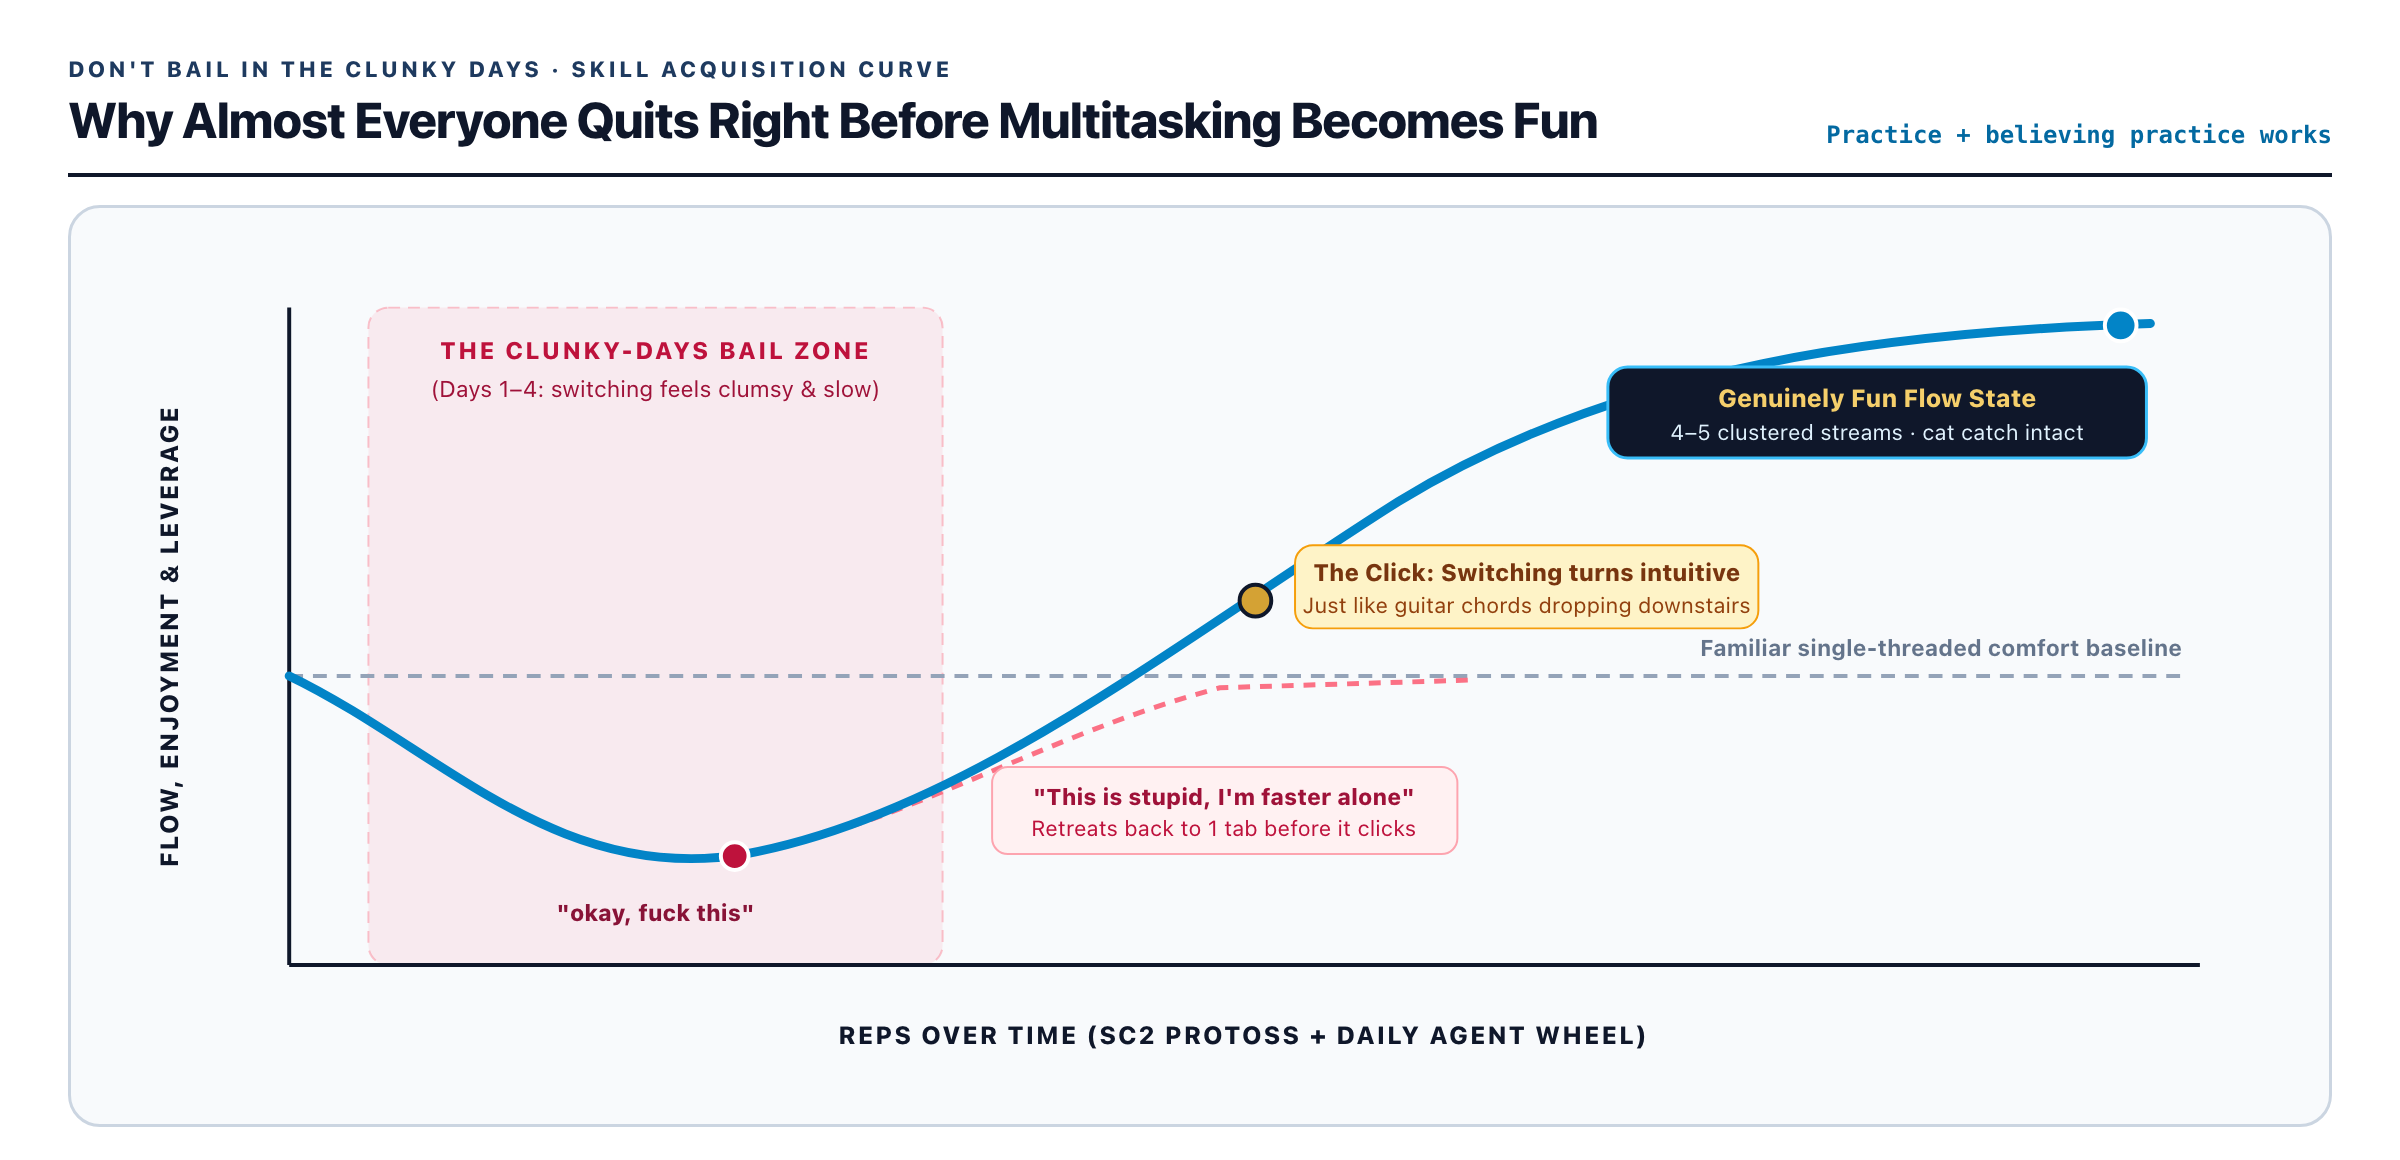 DON'T BAIL IN THE CLUNKY DAYS · SKILL ACQUISITION CURVE
Why Almost Everyone Quits Right Before Multitasking Becomes Fun
Practice + believing practice works
FLOW, ENJOYMENT & LEVERAGE
THE CLUNKY-DAYS BAIL ZONE
(Days 1–4: switching feels clumsy & slow)
Genuinely Fun Flow State
4–5 clustered streams · cat catch intact
The Click: Switching turns intuitive
Just like guitar chords dropping downstairs
Familiar single-threaded comfort baseline
"This is stupid, I'm faster alone"
Retreats back to 1 tab before it clicks
"okay, fuck this"
REPS OVER TIME (SC2 PROTOSS + DAILY AGENT WHEEL)